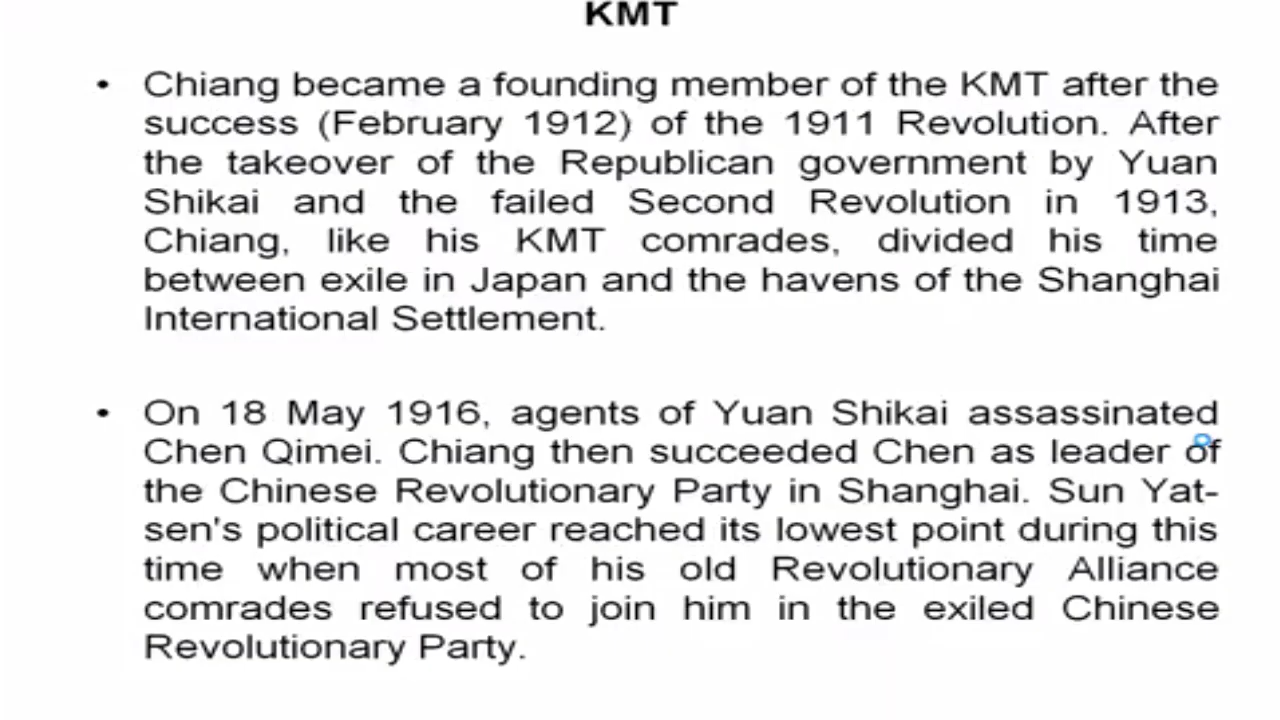 KMT
• Chiang became a founding member of the KMT after the
success (February 1912) of the 1911 Revolution. After
the takeover of the Republican government by Yuan
Shikai and the failed Second Revolution in 1913,
Chiang, like his KMT comrades, divided his time
between exile in Japan and the havens of the Shanghai
International Settlement.
• On 18 May 1916, agents of Yuan Shikai assassinated
Chen Qimei. Chiang then succeeded Chen as leader of
the Chinese Revolutionary Party in Shanghai. Sun Yat-
sen's political career reached its lowest point during this
time when most of his old Revolutionary Alliance
comrades refused to join him in the exiled Chinese
Revolutionary Party.